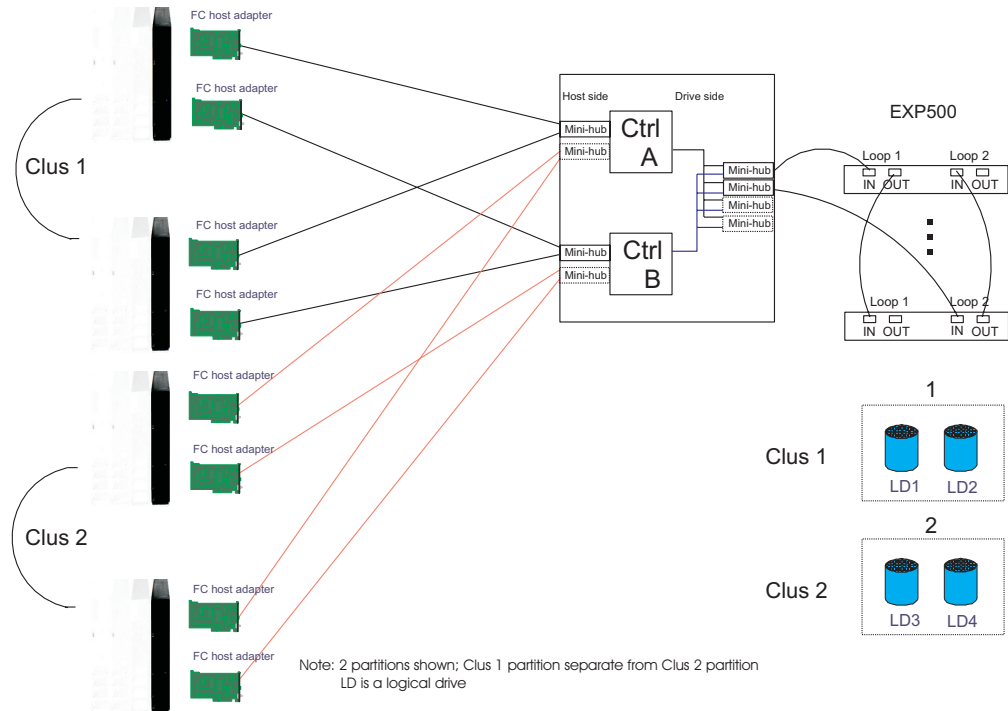 FC host adapter
FC host adapter
Clus 1
FC host adapter
FC host adapter
FC host adapter
FC host adapter
Clus 2
FC host adapter
FC host adapter
Host side
Drive side
Mini-hub
Mini-hub
Ctrl
A
Mini-hub
Mini-hub
Mini-hub
Mini-hub
Mini-hub
Mini-hub
Ctrl
B
EXP500
Loop 1
Loop 2
IN OUT
IN OUT
Loop 1
Loop 2
IN OUT
IN OUT
1
Clus 1
LD1
LD2
2
Clus 2
LD3
LD4
Note: 2 partitions shown; Clus 1 partition separate from Clus 2 partition
LD is a logical drive